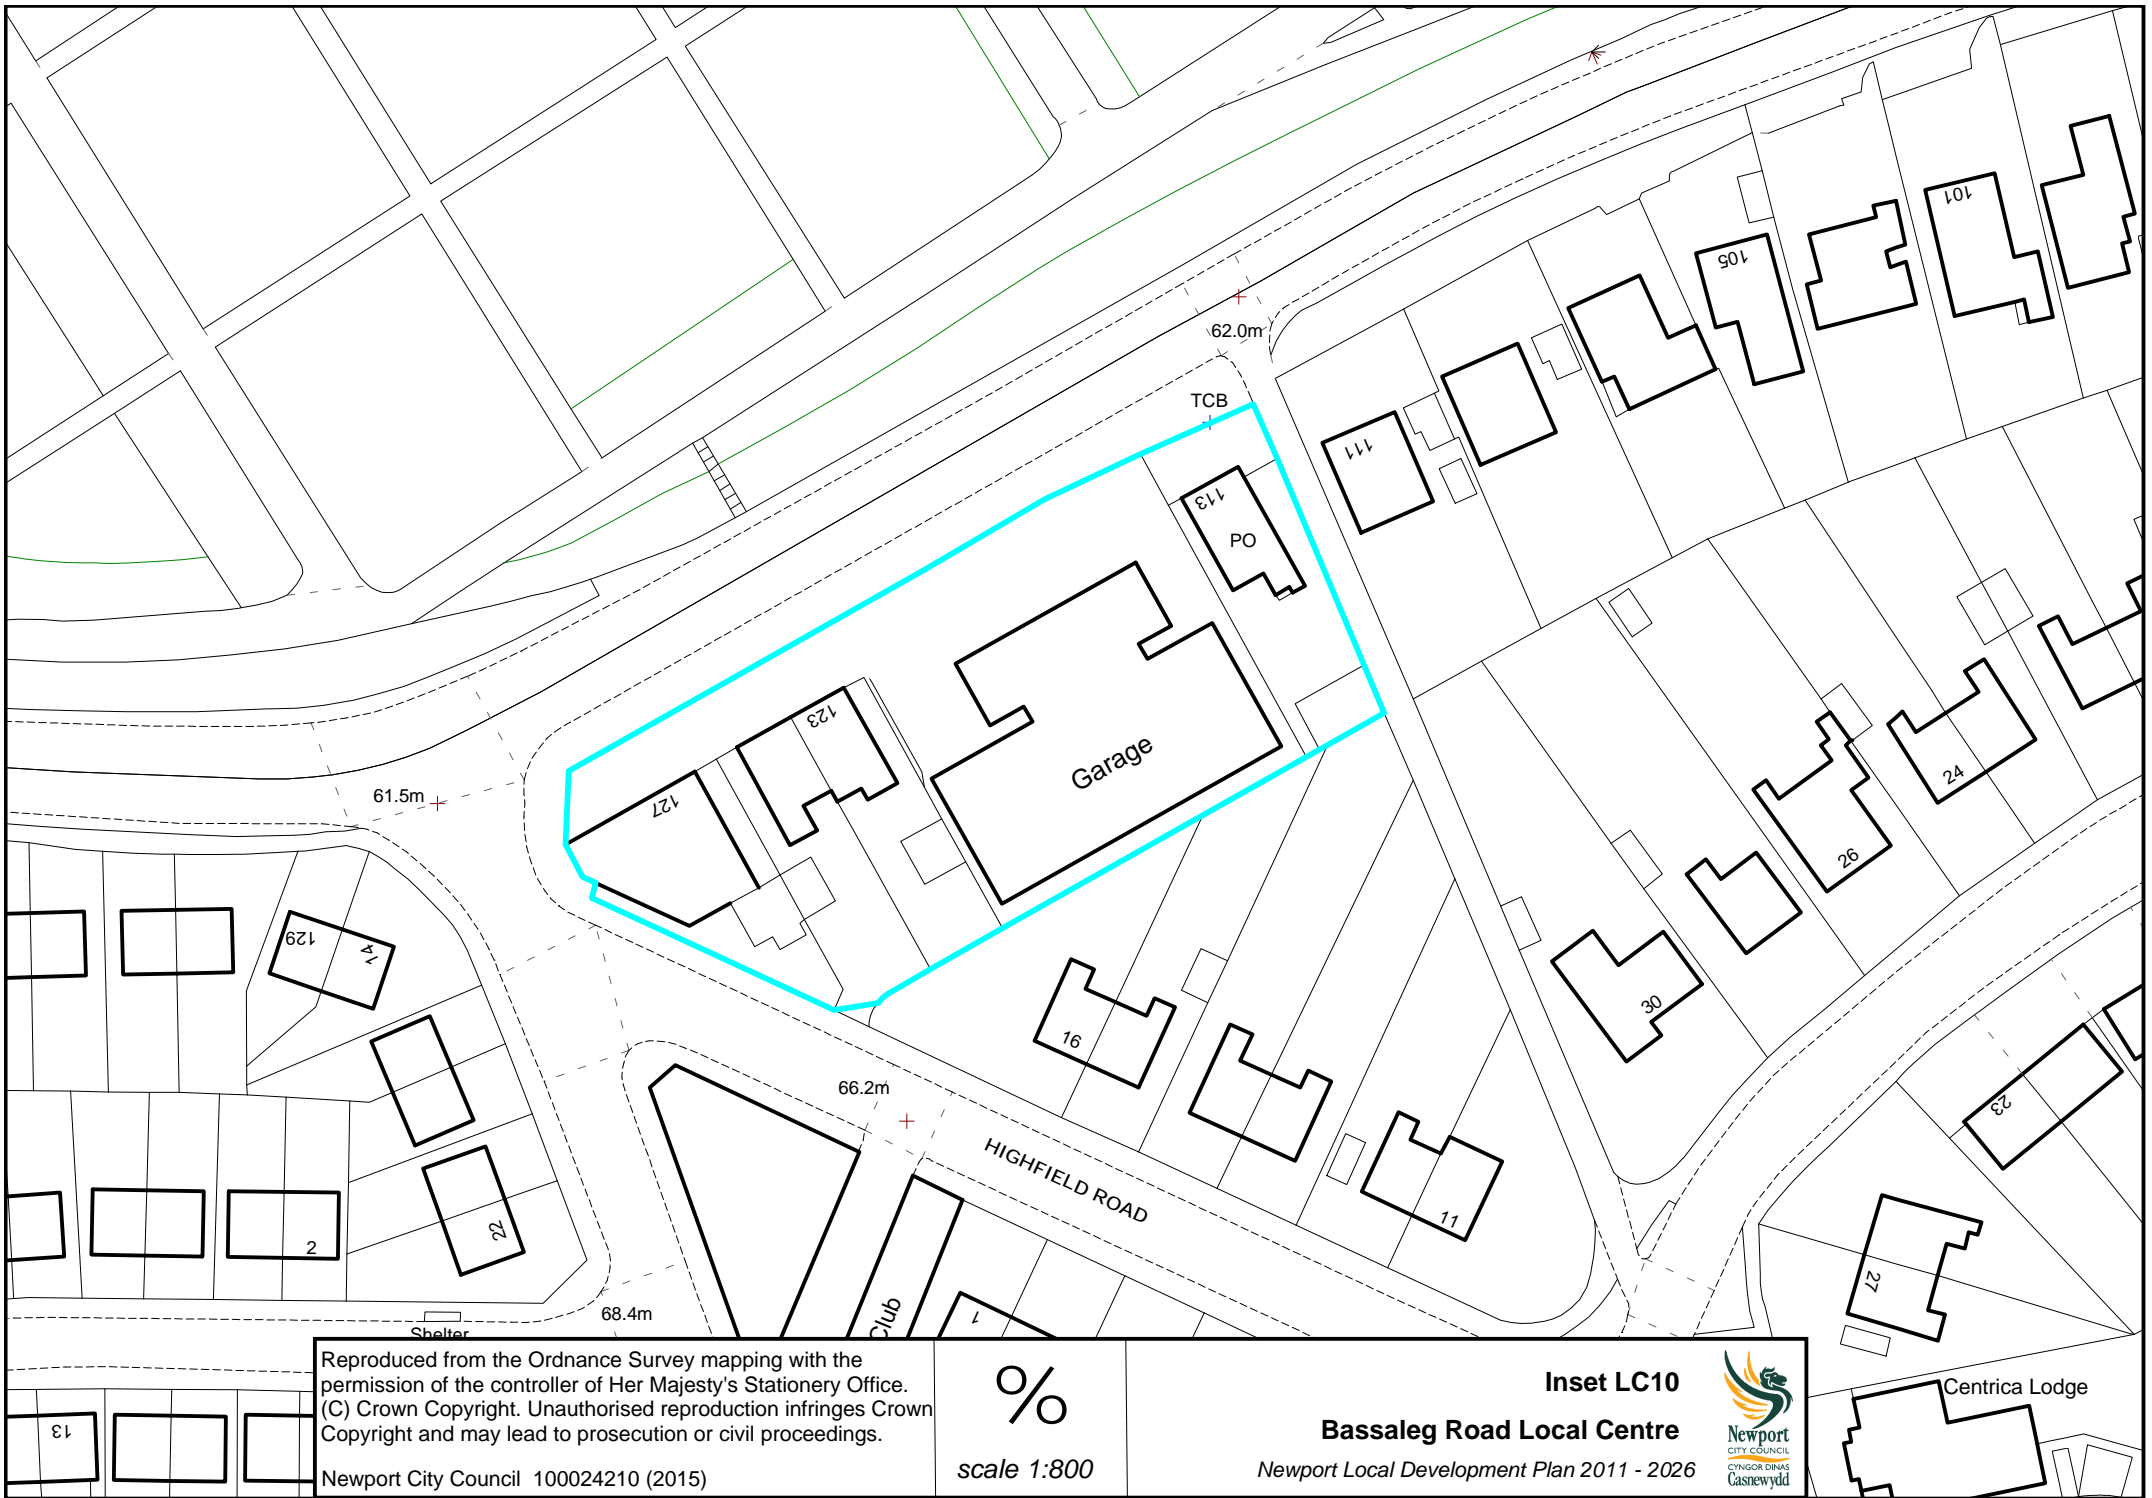 101
105
62.0m
TCB
111
113
PO
123
Garage
127
61.5m
24
26
129
14
30
16
66.2m
23
HIGHFIELD ROAD
11
22
2
27
68.4m
Club
1
Shelter
13
Centrica Lodge
Reproduced from the Ordnance Survey mapping with the
permission of the controller of Her Majesty's Stationery Office.
(C) Crown Copyright. Unauthorised reproduction infringes Crown
Copyright and may lead to prosecution or civil proceedings.
Newport City Council 100024210 (2015)
%
scale 1:800
Inset LC10
Bassaleg Road Local Centre
Newport Local Development Plan 2011 - 2026
Newport
CITY COUNCIL
CYNGOR DINAS
Casnewydd